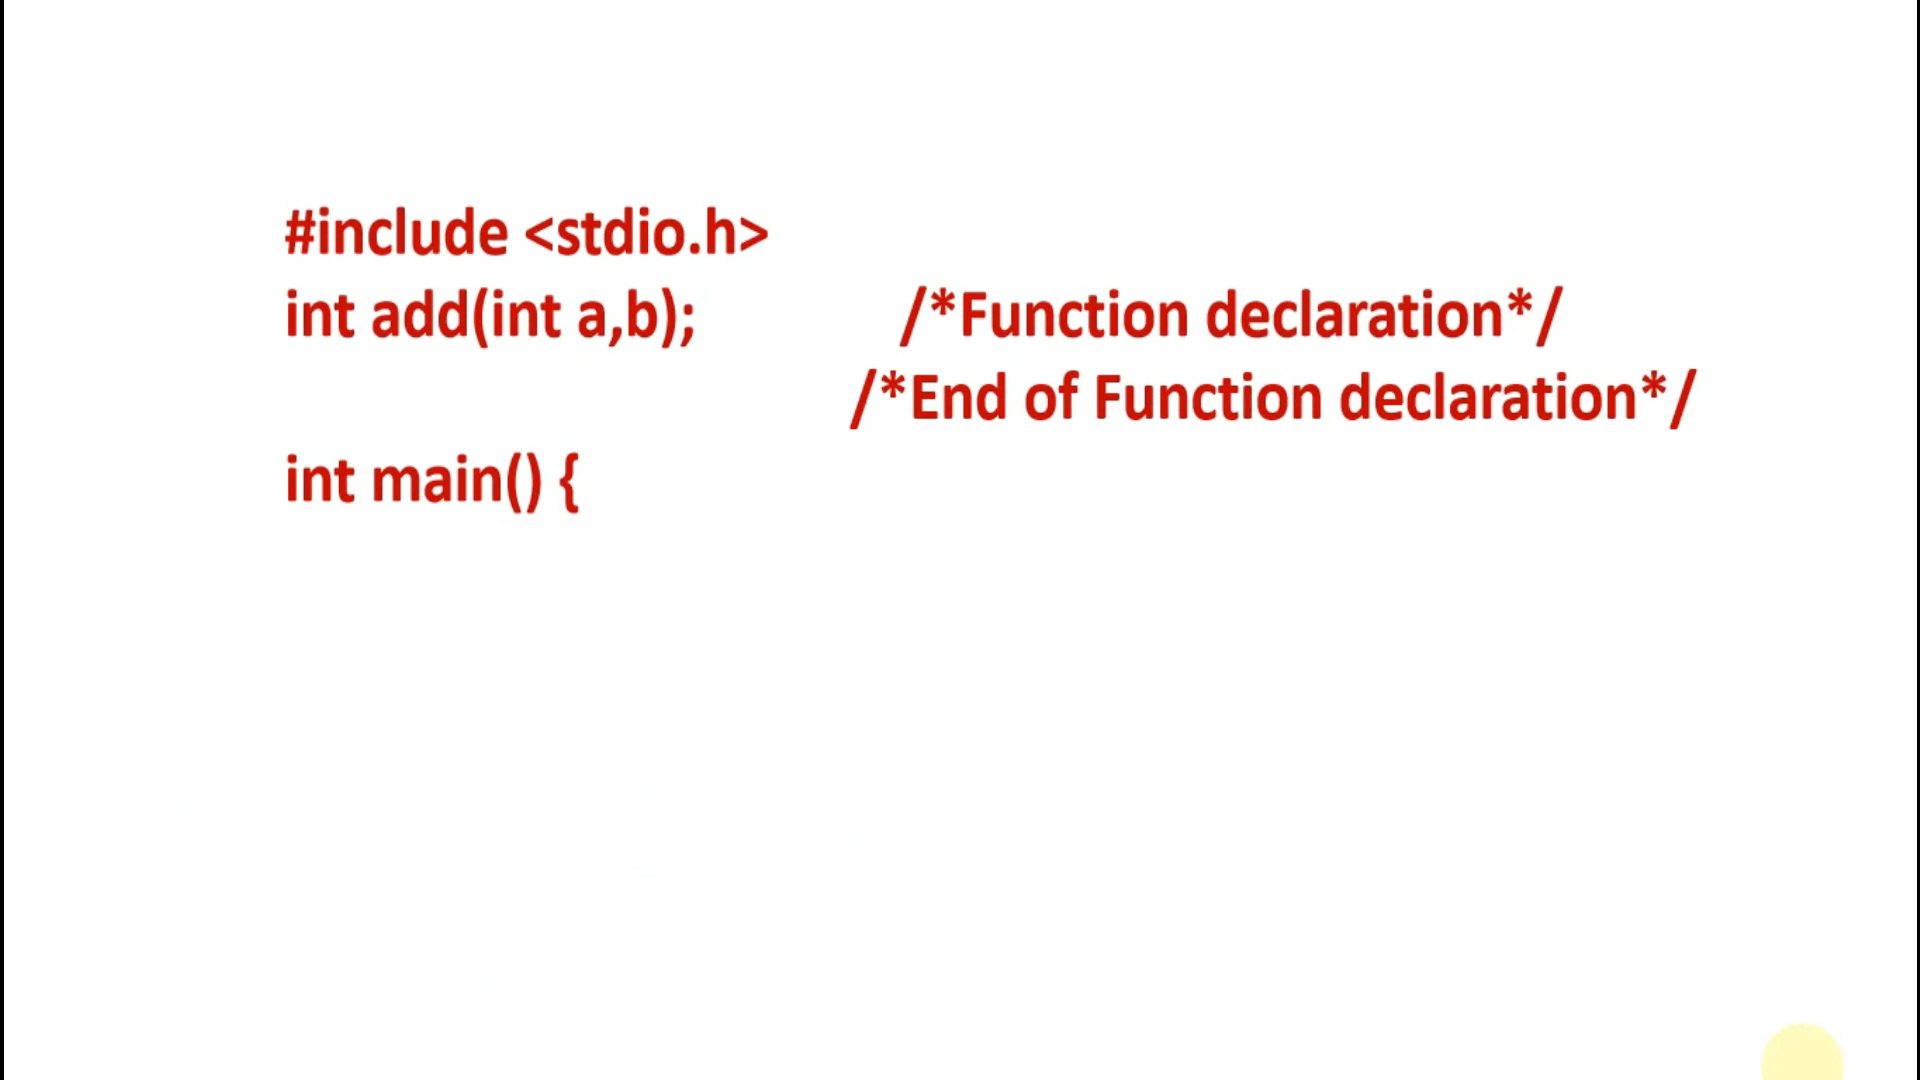 #include <stdio.h>
int add(int a,b); /*Function declaration*/
/*End of Function declaration*/
int main() {